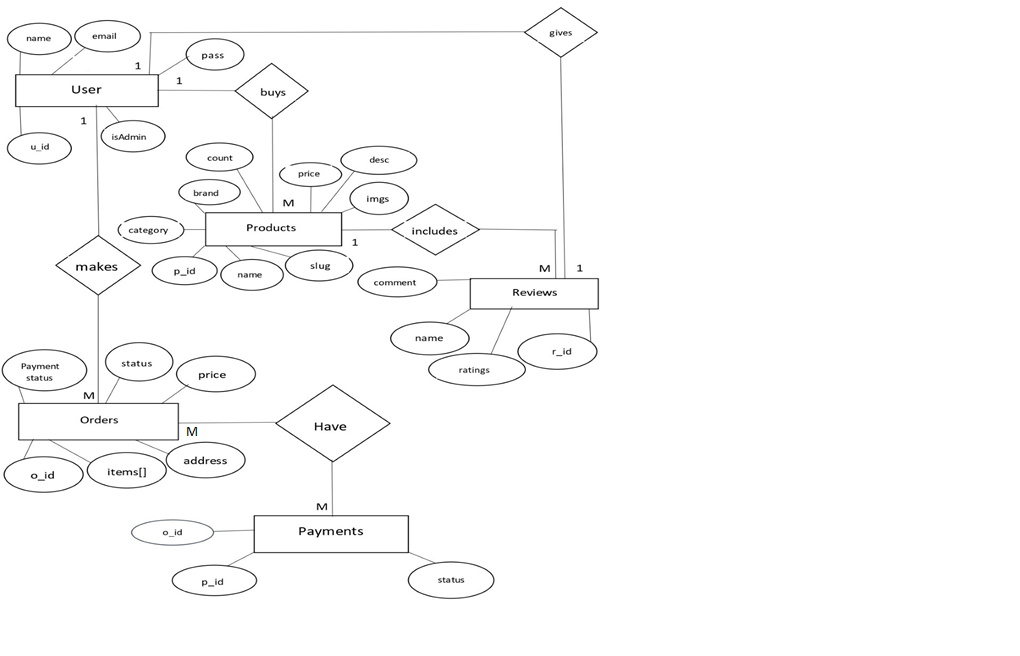 gives
name
email
1
pass
User
1
buys
1
isAdmin
u_id
count
price
desc
brand
imgs
M
category
Products
includes
1
makes
p_id
name
slug
M
1
comment
Reviews
name
r_id
ratings
Payment
status
status
price
M
Orders
M
Have
o_id
items[]
address
M
o_id
Payments
p_id
status